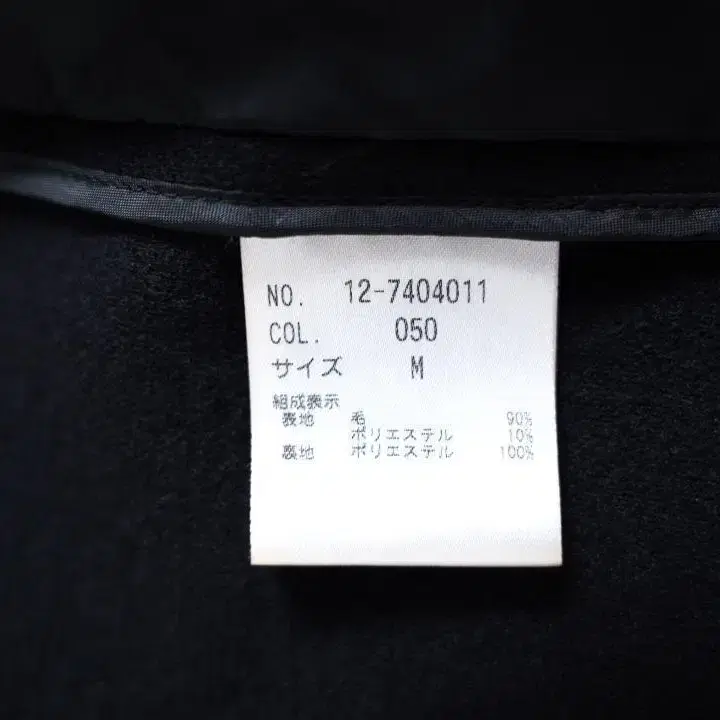 NO. 12-7404011
COL. 050
サイズ M
組成表示
表地 毛 90%
ポリエステル 10%
裏地 ポリエステル 100%